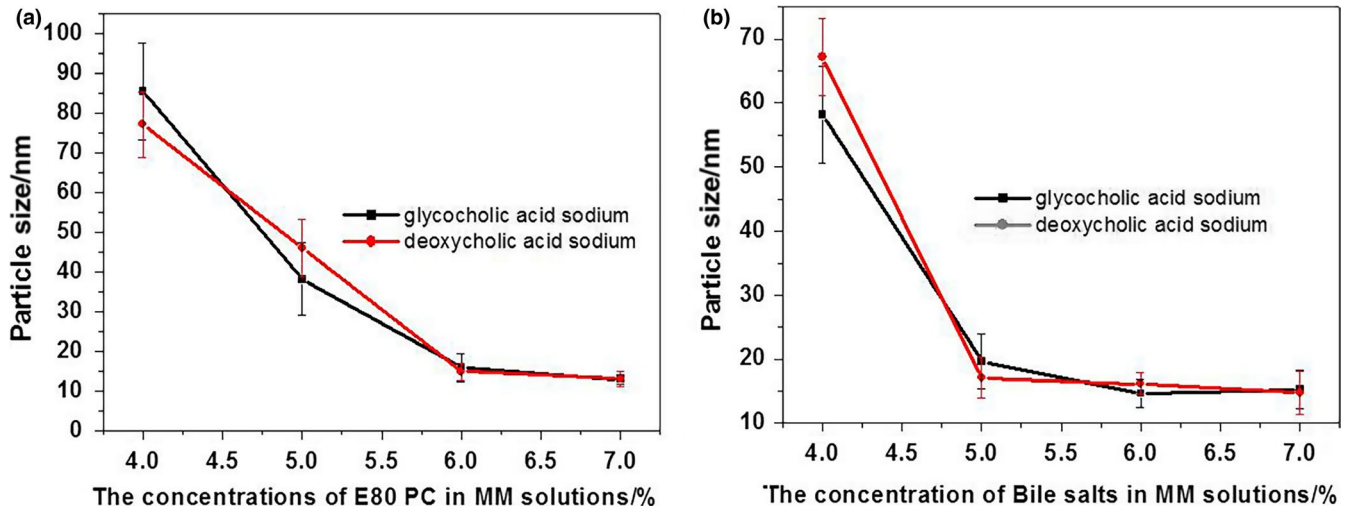 (a)
100
90
80
70
60
50
40
30
20
10
0
Particle size/nm
glycocholic acid sodium
deoxycholic acid sodium
4.0 4.5 5.0 5.5 6.0 6.5 7.0
The concentrations of E80 PC in MM solutions/%
(b)
70
60
50
40
30
20
10
Particle size/nm
glycocholic acid sodium
deoxycholic acid sodium
4.0 4.5 5.0 5.5 6.0 6.5 7.0
The concentration of Bile salts in MM solutions/%